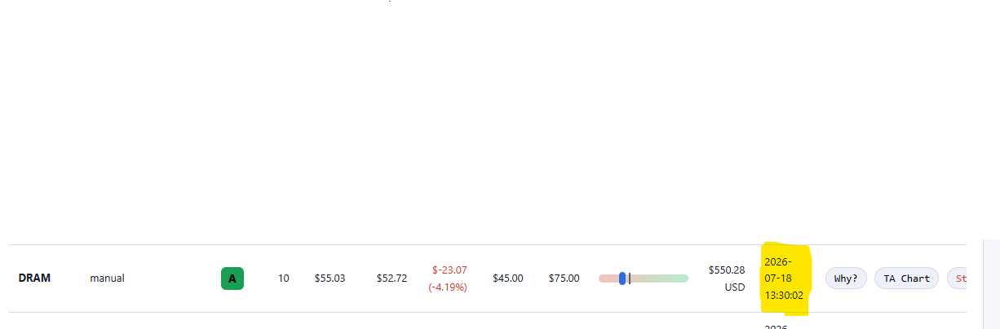 DRAM manual A 10 $55.03 $52.72 $-23.07 (-4.19%) $45.00 $75.00 $550.28 USD 2026-07-18 13:30:02 Why? TA Chart St
2026-